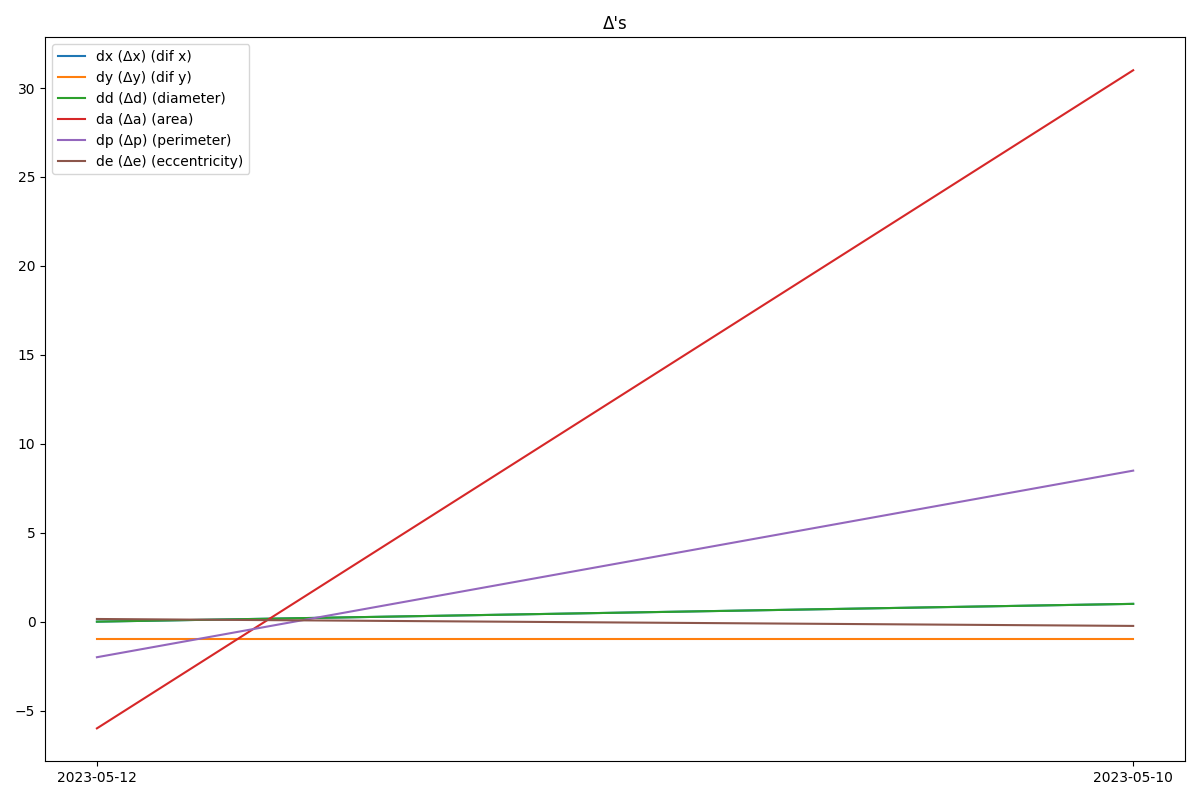 Δ's
dx (Δx) (dif x)
dy (Δy) (dif y)
dd (Δd) (diameter)
da (Δa) (area)
dp (Δp) (perimeter)
de (Δe) (eccentricity)
30
25
20
15
10
5
0
−5
2023-05-12
2023-05-10